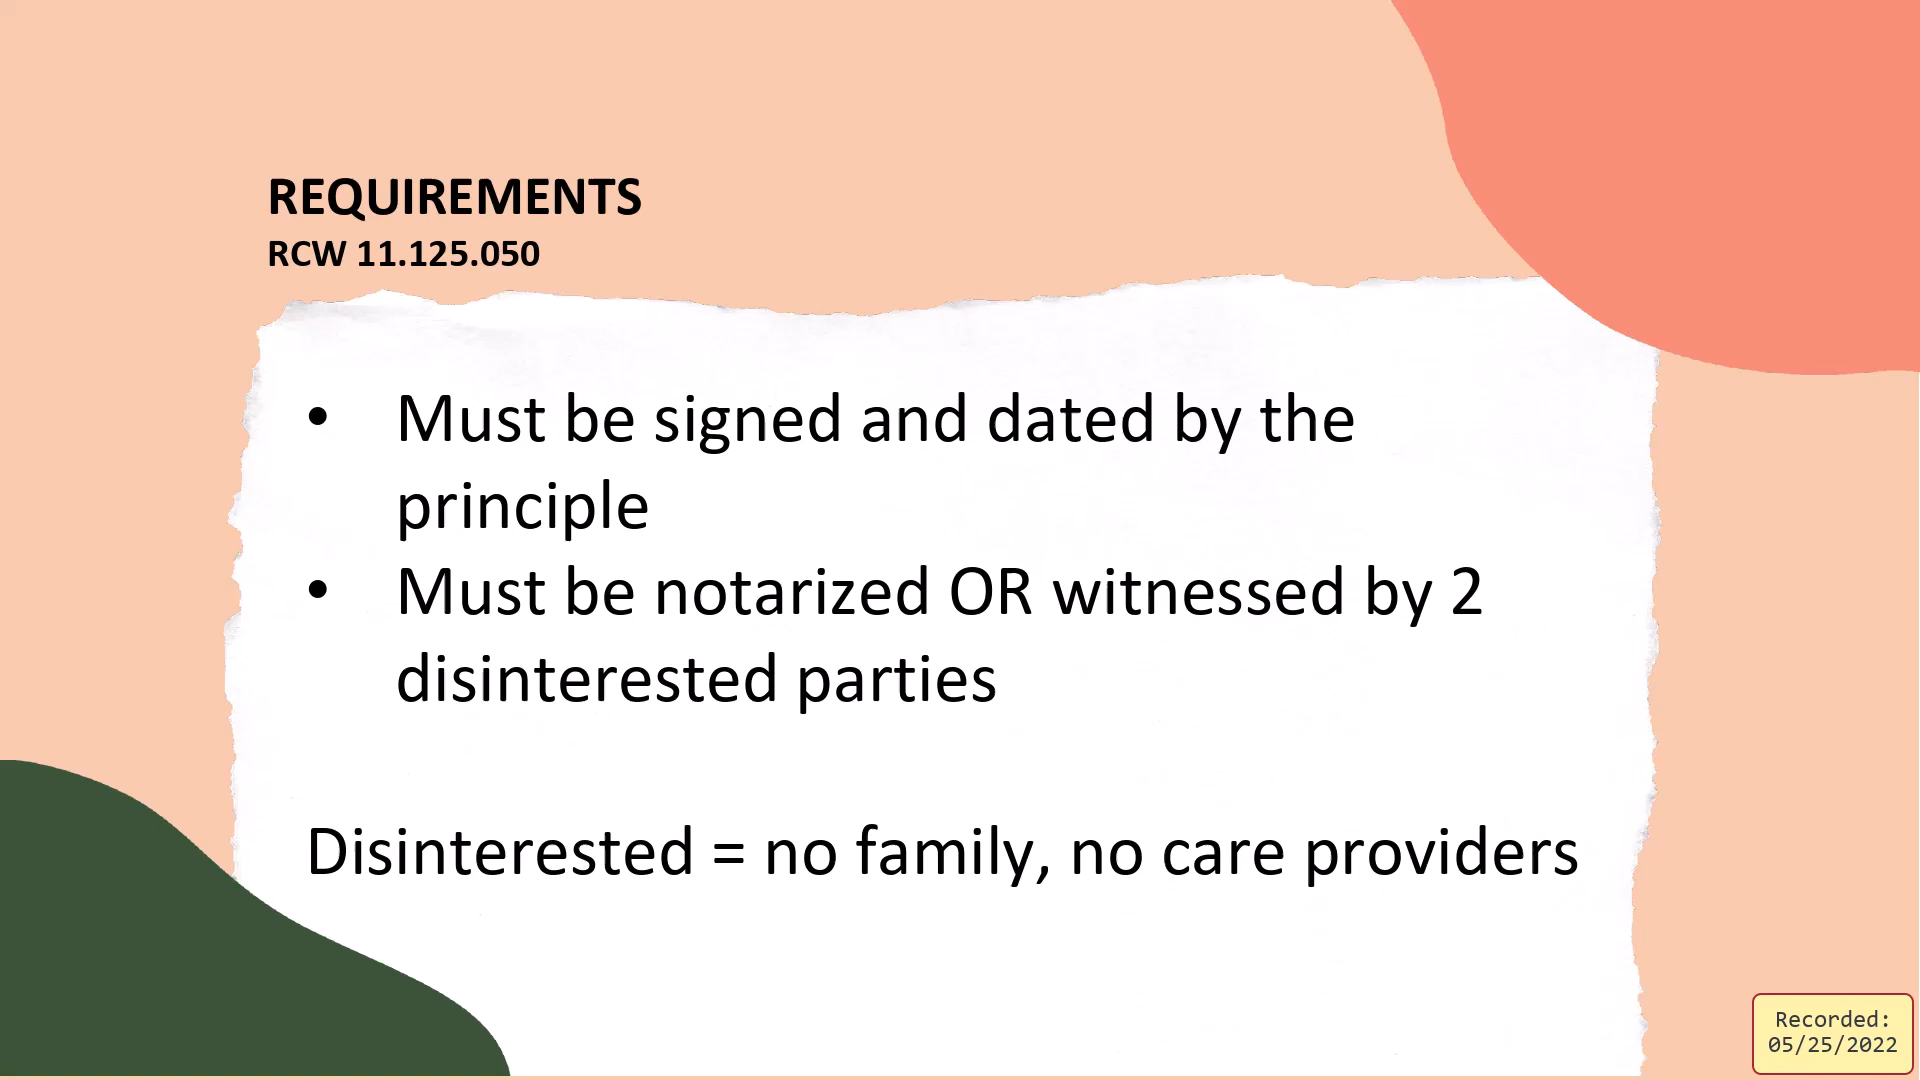 REQUIREMENTS
RCW 11.125.050
• Must be signed and dated by the
principle
• Must be notarized OR witnessed by 2
disinterested parties
Disinterested = no family, no care providers
Recorded:
05/25/2022